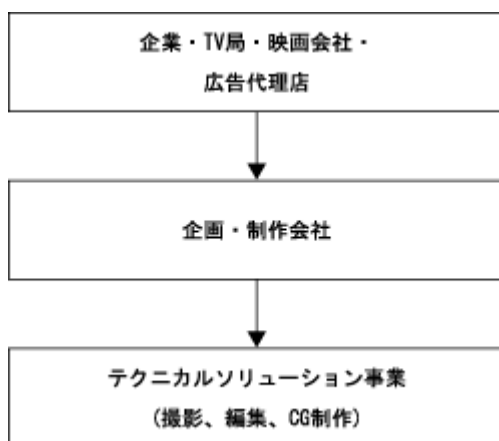 企業・TV局・映画会社・
広告代理店
企画・制作会社
テクニカルソリューション事業
(撮影、編集、CG制作)